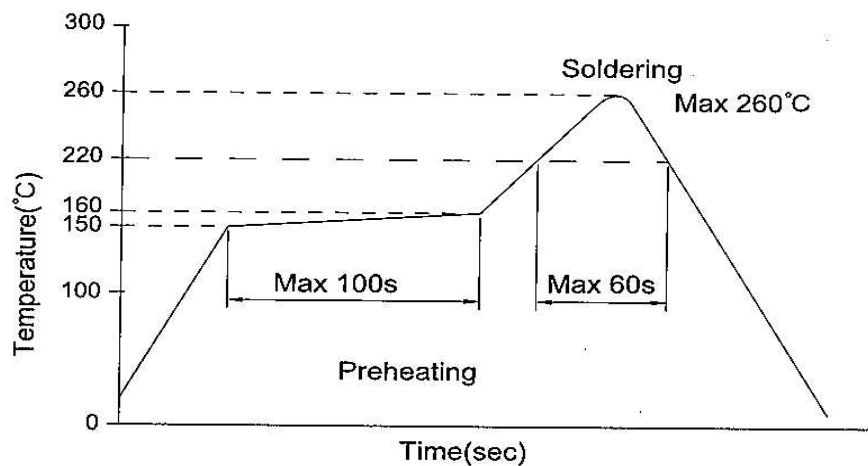 300
Soldering
260
Max 260°C
220
160
150
Max 100s
Max 60s
100
Temperature(°C)
Preheating
0
Time(sec)